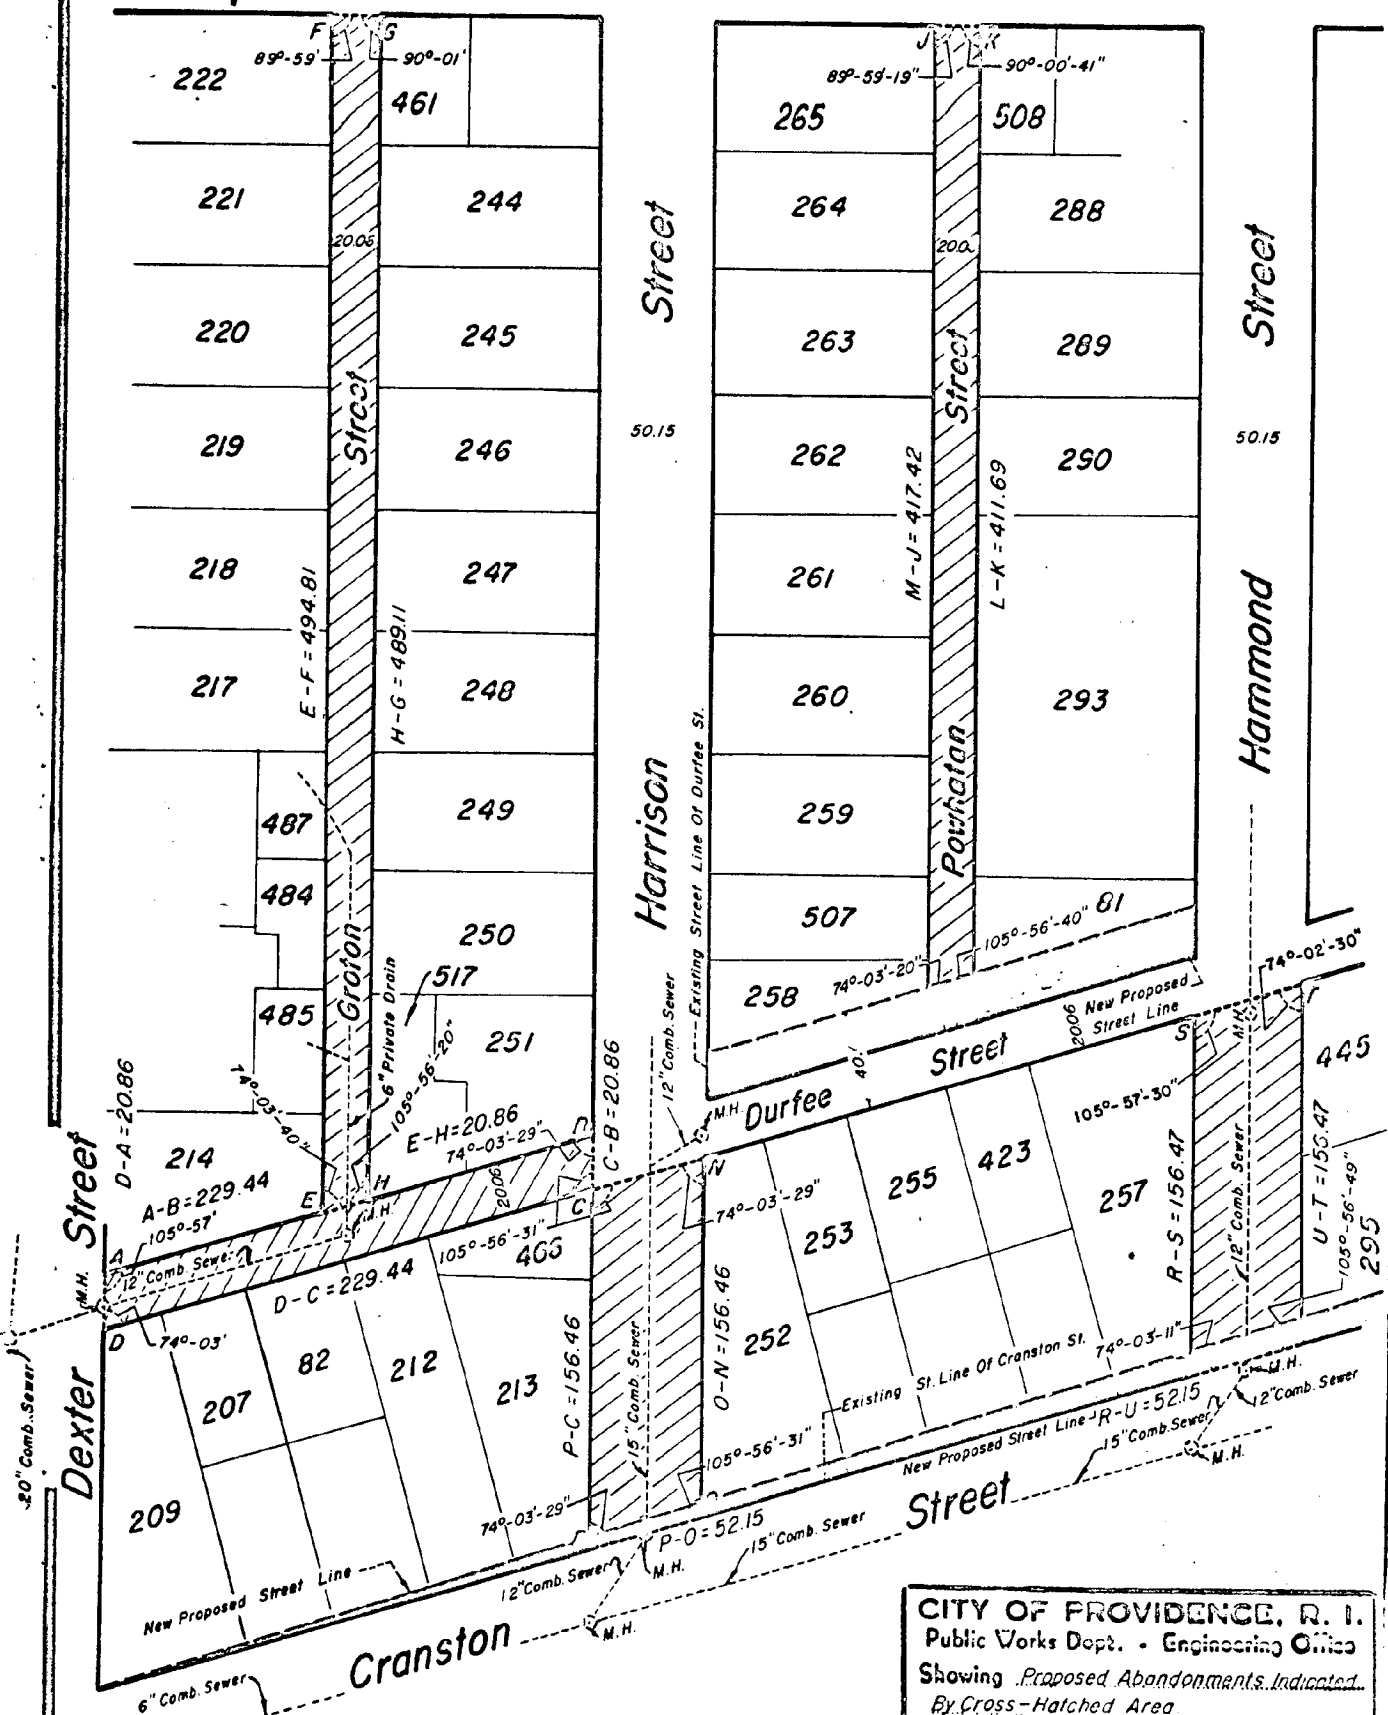 F G
89°-59'
90°-01'
222
461
221
244
20.06
220
245
Street
219
246
218
247
E-F = 494.81
H-G = 489.11
217
248
487
249
484
250
Groton
6" Private Drain
517
485
251
74°-03'-40"
105°-56'-20"
D-A = 20.86
E-H = 20.86
74°-03'-29"
214
A-B = 229.44
105°-57'
A
E
H
M.H.
20.06
C-B = 20.86
C
12" Comb. Sewer
D
74°-03'
D-C = 229.44
105°-56'-31"
M.H.
Dexter Street
20" Comb. Sewer
207
82
212
213
209
Street
50.15
Harrison
12" Comb. Sewer
Existing Street Line Of Durfee St.
J K
89°-59'-19"
90°-00'-41"
265
508
264
288
263
289
Street
262
290
M-J = 417.42
L-K = 411.69
261
260
293
Powhatan
259
507
81
105°-56'-40"
258
74°-03'-20"
Street
50.15
Hammond
74°-02'-30"
New Proposed
Street Line
20.06
M.H.
Durfee Street
40'
S
M.H.
105°-57'-30"
445
N
74°-03'-29"
253
255
423
257
252
R-S = 156.47
12" Comb. Sewer
U-T = 156.47
105°-56'-49"
295
P-C = 156.46
15" Comb. Sewer
O-N = 156.46
105°-56'-31"
74°-03'-29"
Existing St. Line Of Cranston St.
74°-03'-11"
New Proposed Street Line
R-U = 52.15
M.H.
12" Comb. Sewer
15" Comb. Sewer
M.H.
P-O = 52.15
M.H.
15" Comb. Sewer
12" Comb. Sewer
M.H.
New Proposed Street Line
6" Comb. Sewer
Cranston Street
CITY OF PROVIDENCE, R. I.
Public Works Dept. - Engineering Office
Showing Proposed Abandonments Indicated
By Cross-Hatched Area